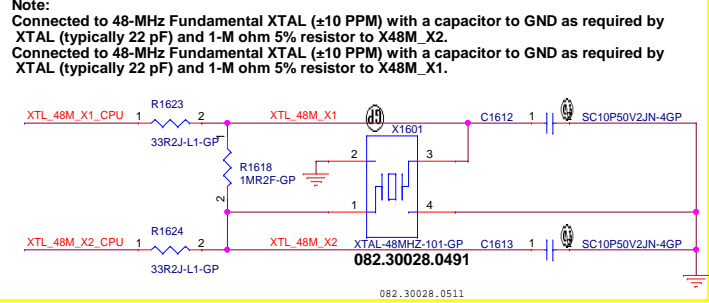 Note:
Connected to 48-MHz Fundamental XTAL (±10 PPM) with a capacitor to GND as required by
XTAL (typically 22 pF) and 1-M ohm 5% resistor to X48M_X2.
Connected to 48-MHz Fundamental XTAL (±10 PPM) with a capacitor to GND as required by
XTAL (typically 22 pF) and 1-M ohm 5% resistor to X48M_X1.
XTL_48M_X1_CPU 1 R1623 2 XTL_48M_X1
33R2J-L1-GP
X1601
C1612 1 SC10P50V2JN-4GP
1 R1618 2
1MR2F-GP
2 3
1 4
XTL_48M_X2_CPU 1 R1624 2 XTL_48M_X2
33R2J-L1-GP
XTAL-48MHZ-101-GP
082.30028.0491
C1613 1 SC10P50V2JN-4GP
082.30028.0511